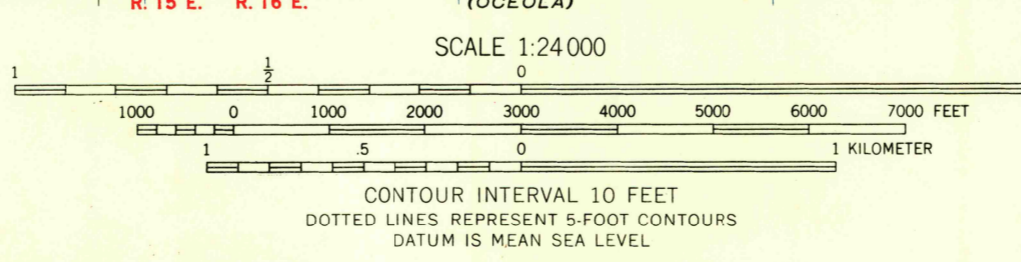 R. 15 E. R. 16 E. (OCEOLA)
SCALE 1:24 000
1 ½ 0
1000 0 1000 2000 3000 4000 5000 6000 7000 FEET
1 .5 0 1 KILOMETER
CONTOUR INTERVAL 10 FEET
DOTTED LINES REPRESENT 5-FOOT CONTOURS
DATUM IS MEAN SEA LEVEL